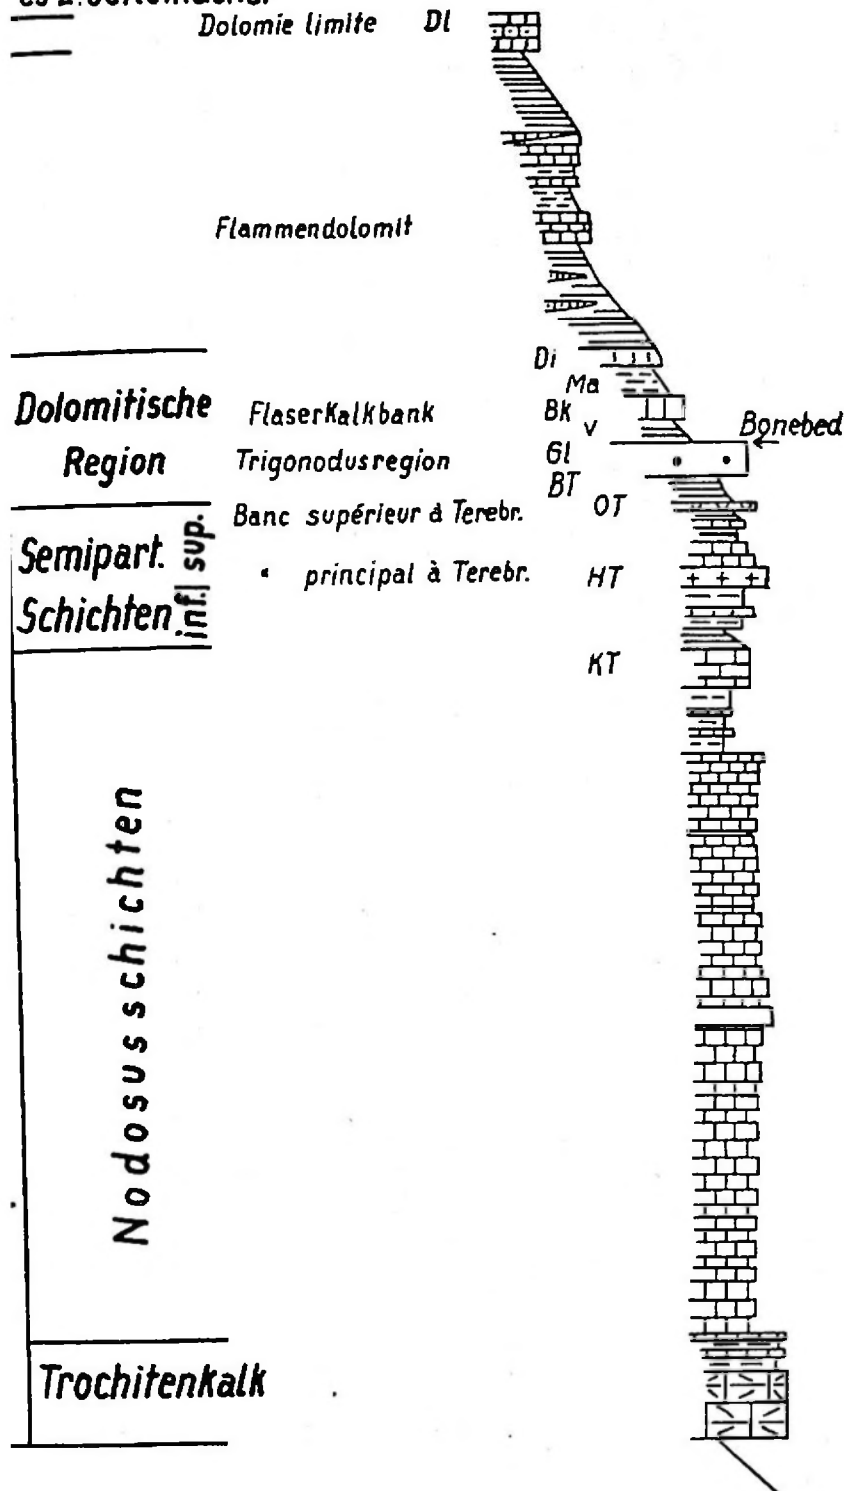 Dolomie limite Dl
Flammendolomit
Di
Ma
Dolomitische
Region
Flaserkalkbank Bk
v
Bonebed
Trigonodusregion Gl
BT
Banc supérieur à Terebr. OT
Semipart.
Schichten
inf. | sup.
" principal à Terebr. HT
KT
Nodosusschichten
Trochitenkalk